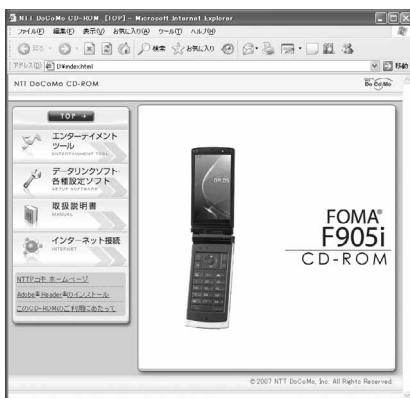 NTT DoCoMo CD-ROM [TOP] - Microsoft Internet Explorer
ファイル(F) 編集(E) 表示(V) お気に入り(A) ツール(T) ヘルプ(H)
戻る 検索 お気に入り
アドレス(D) D:¥index.html 移動
NTT DoCoMo CD-ROM
DoCoMo
TOP
エンターテイメント
ツール
ENTERTAINMENT TOOL
データリンクソフト・
各種設定ソフト
SETUP SOFTWARE
取扱説明書
MANUAL
インターネット接続
INTERNET
NTTドコモ ホームページ
Adobe® Reader®のインストール
このCD-ROMのご利用にあたって
FOMA®
F905i
CD-ROM
© 2007 NTT DoCoMo, Inc. All Rights Reserved.